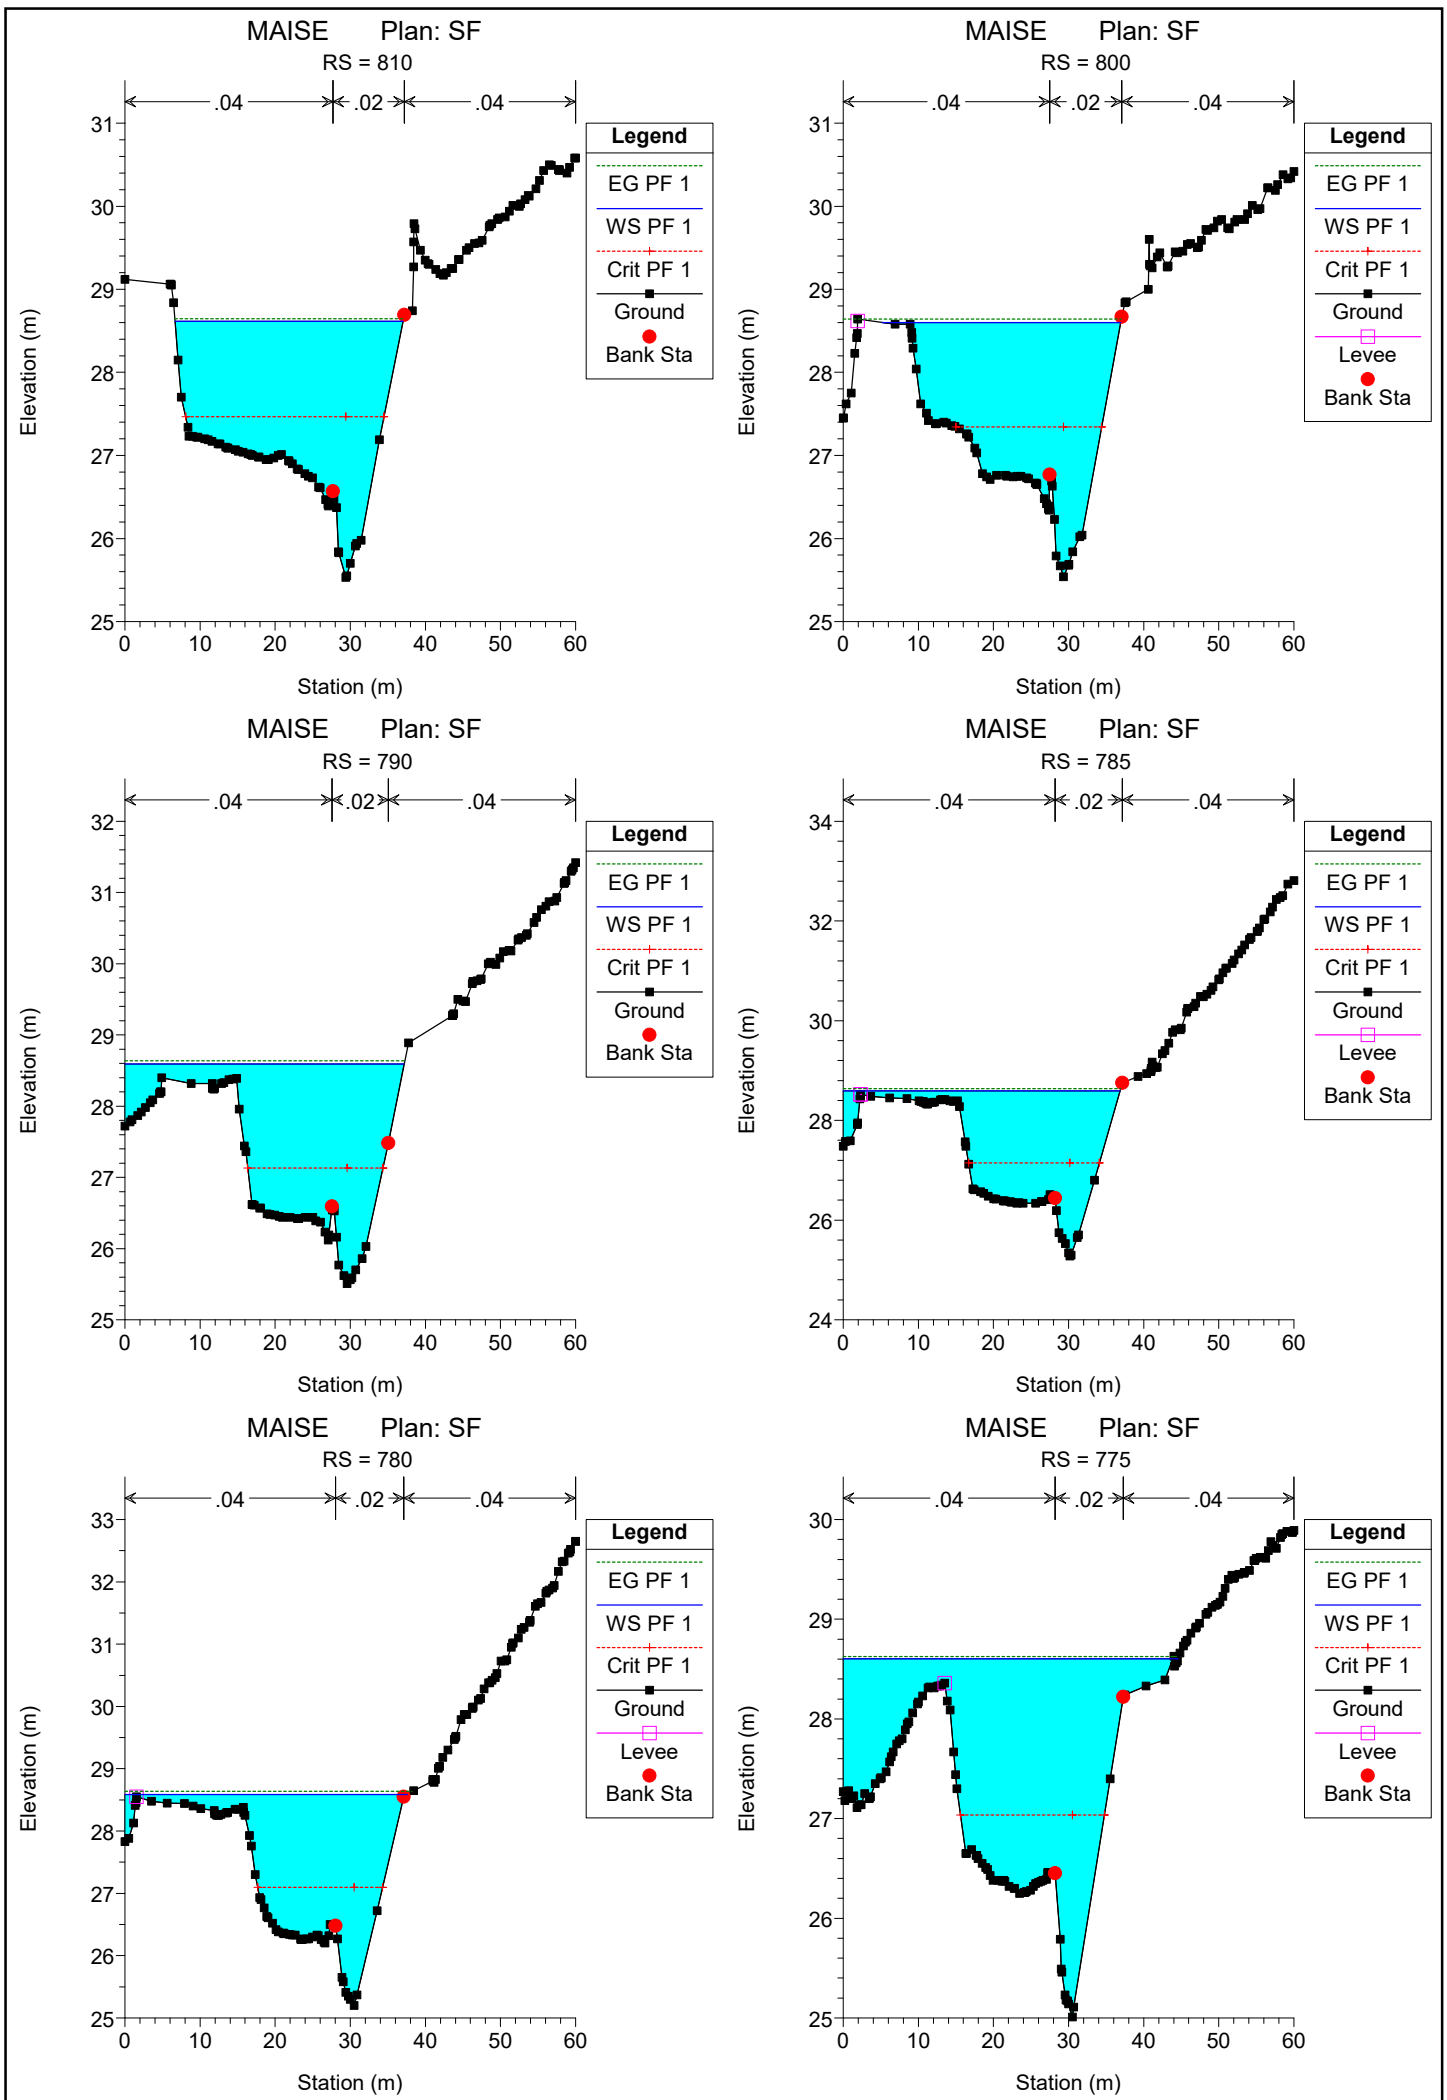 MAISE Plan: SF
RS = 810
.04 .02 .04
31
30
29
28
27
26
25
0 10 20 30 40 50 60
Elevation (m)
Station (m)
Legend
EG PF 1
WS PF 1
Crit PF 1
Ground
Bank Sta
MAISE Plan: SF
RS = 800
.04 .02 .04
31
30
29
28
27
26
25
0 10 20 30 40 50 60
Elevation (m)
Station (m)
Legend
EG PF 1
WS PF 1
Crit PF 1
Ground
Levee
Bank Sta
MAISE Plan: SF
RS = 790
.04 .02 .04
32
31
30
29
28
27
26
25
0 10 20 30 40 50 60
Elevation (m)
Station (m)
Legend
EG PF 1
WS PF 1
Crit PF 1
Ground
Bank Sta
MAISE Plan: SF
RS = 785
.04 .02 .04
34
32
30
28
26
24
0 10 20 30 40 50 60
Elevation (m)
Station (m)
Legend
EG PF 1
WS PF 1
Crit PF 1
Ground
Levee
Bank Sta
MAISE Plan: SF
RS = 780
.04 .02 .04
33
32
31
30
29
28
27
26
25
0 10 20 30 40 50 60
Elevation (m)
Station (m)
Legend
EG PF 1
WS PF 1
Crit PF 1
Ground
Levee
Bank Sta
MAISE Plan: SF
RS = 775
.04 .02 .04
30
29
28
27
26
25
0 10 20 30 40 50 60
Elevation (m)
Station (m)
Legend
EG PF 1
WS PF 1
Crit PF 1
Ground
Levee
Bank Sta